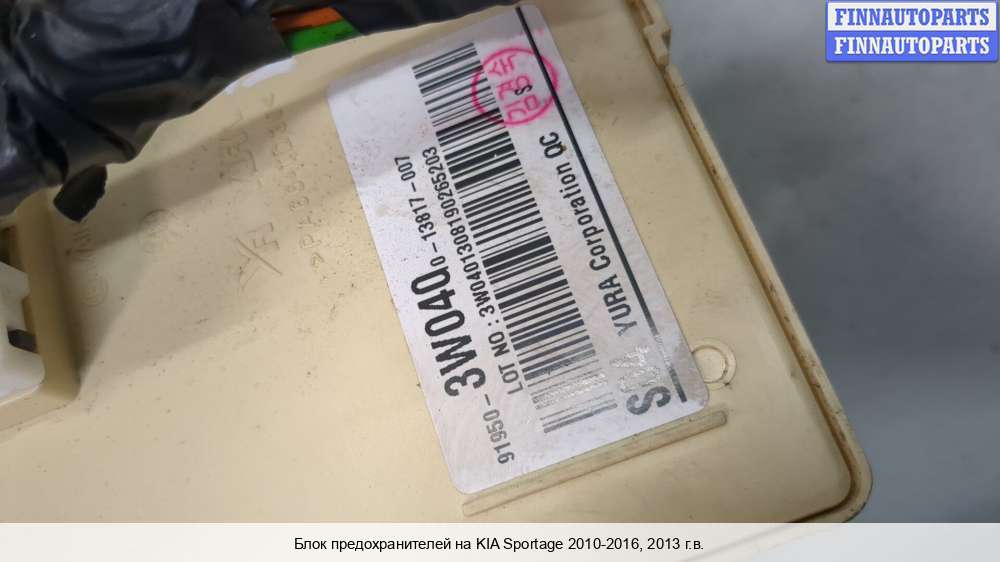 FINNAUTOPARTS
FINNAUTOPARTS
91950-3W040
0-13817-007
LOT NO : 3W0401308190265203
YURA Corporation QC
Блок предохранителей на KIA Sportage 2010-2016, 2013 г.в.